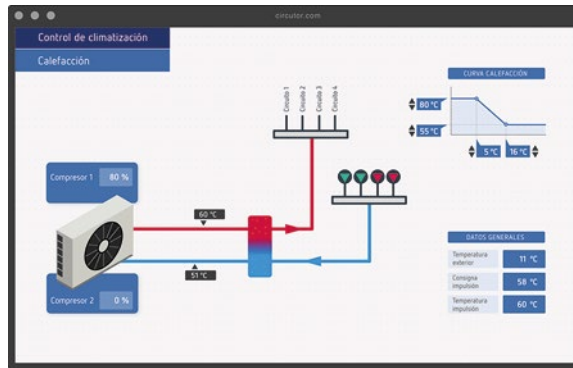 circutor.com
Control de climatización
Calefacción
Circuito 1
Circuito 2
Circuito 3
Circuito 4
CURVA CALEFACCIÓN
80 ºC
55 ºC
5 ºC
16 ºC
Compresor 1
80 %
60 ºC
51 ºC
Compresor 2
0 %
DATOS GENERALES
Temperatura
exterior
11 ºC
Consigna
impulsión
58 ºC
Temperatura
impulsión
60 ºC